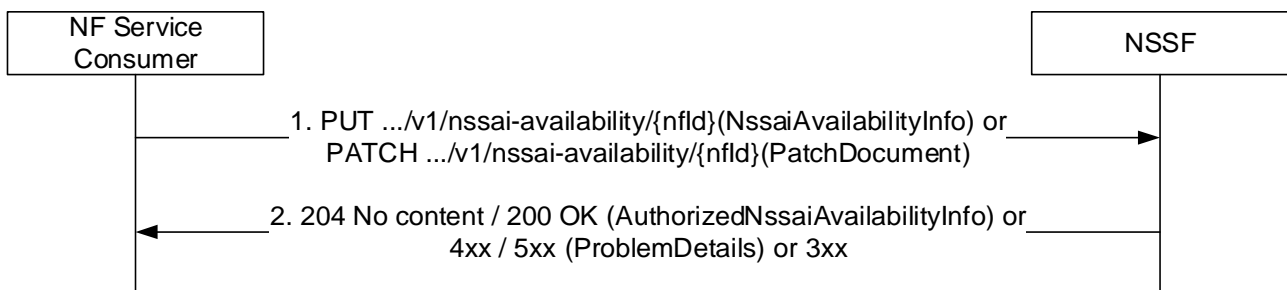 NF Service
Consumer
NSSF
1. PUT .../v1/nssai-availability/{nfId}(NssaiAvailabilityInfo) or
PATCH .../v1/nssai-availability/{nfId}(PatchDocument)
2. 204 No content / 200 OK (AuthorizedNssaiAvailabilityInfo) or
4xx / 5xx (ProblemDetails) or 3xx